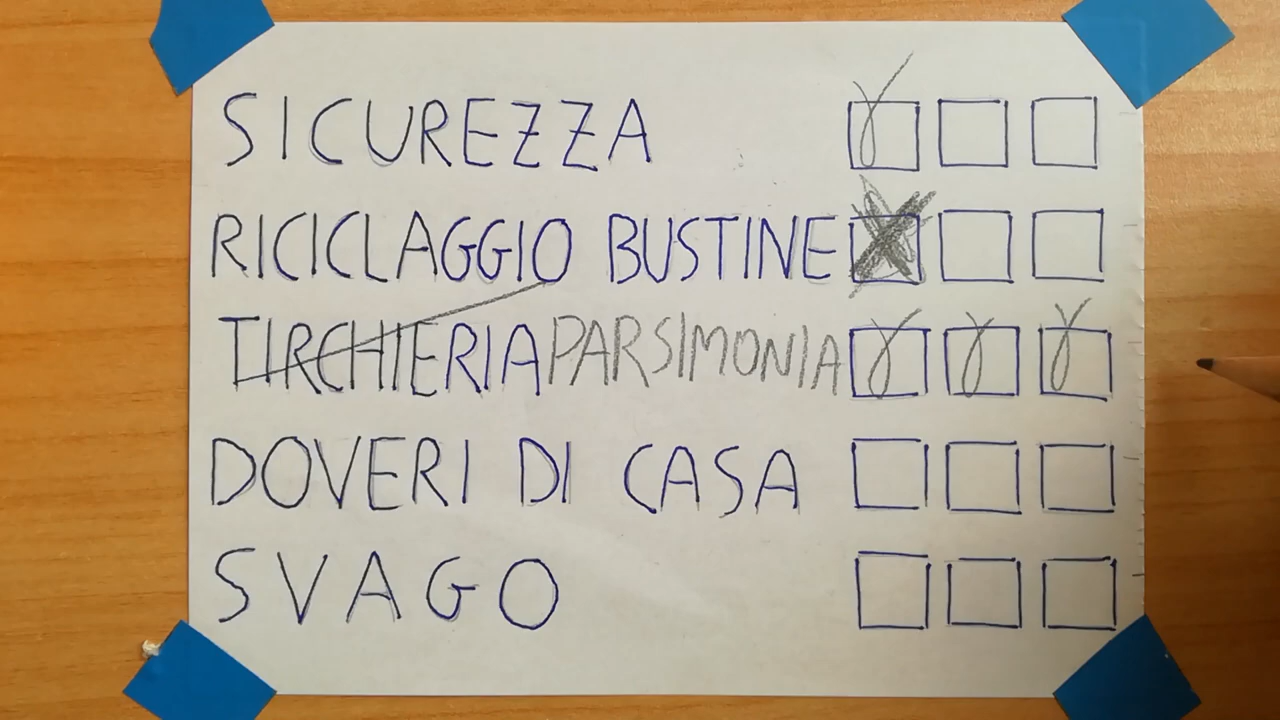 SICUREZZA
RICICLAGGIO BUSTINE
TIRCHIERIA PARSIMONIA
DOVERI DI CASA
SVAGO